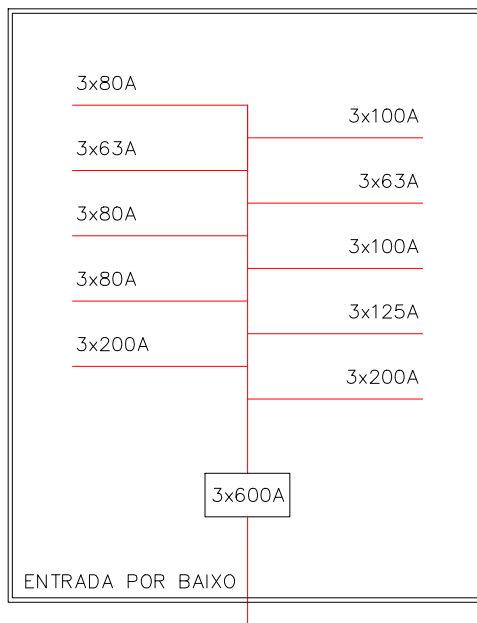 3x80A
3x100A
3x63A
3x63A
3x80A
3x100A
3x80A
3x125A
3x200A
3x200A
3x600A
ENTRADA POR BAIXO